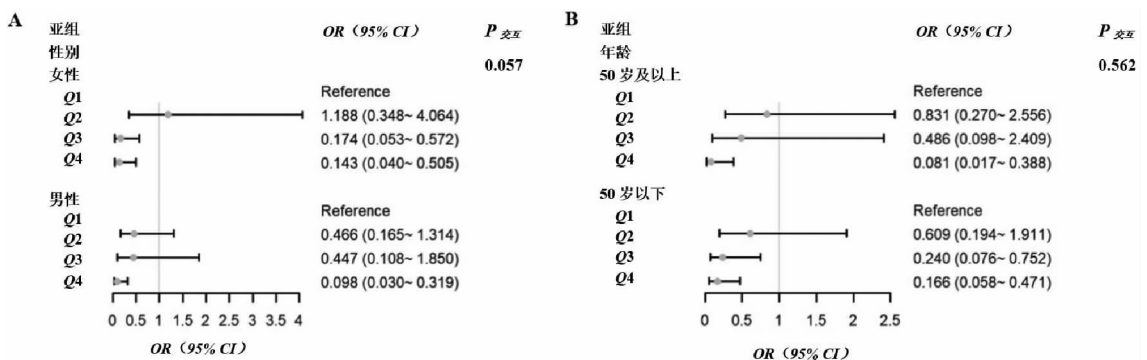 A
亚组 OR（95% CI） P 交互
性别
0.057
女性
Q1 Reference
Q2 1.188 (0.348~ 4.064)
Q3 0.174 (0.053~ 0.572)
Q4 0.143 (0.040~ 0.505)
男性
Q1 Reference
Q2 0.466 (0.165~ 1.314)
Q3 0.447 (0.108~ 1.850)
Q4 0.098 (0.030~ 0.319)
0 0.5 1 1.5 2 2.5 3 3.5 4
OR（95% CI）
B
亚组 OR（95% CI） P 交互
年龄
0.562
50 岁及以上
Q1 Reference
Q2 0.831 (0.270~ 2.556)
Q3 0.486 (0.098~ 2.409)
Q4 0.081 (0.017~ 0.388)
50 岁以下
Q1 Reference
Q2 0.609 (0.194~ 1.911)
Q3 0.240 (0.076~ 0.752)
Q4 0.166 (0.058~ 0.471)
0 0.5 1 1.5 2 2.5
OR（95% CI）